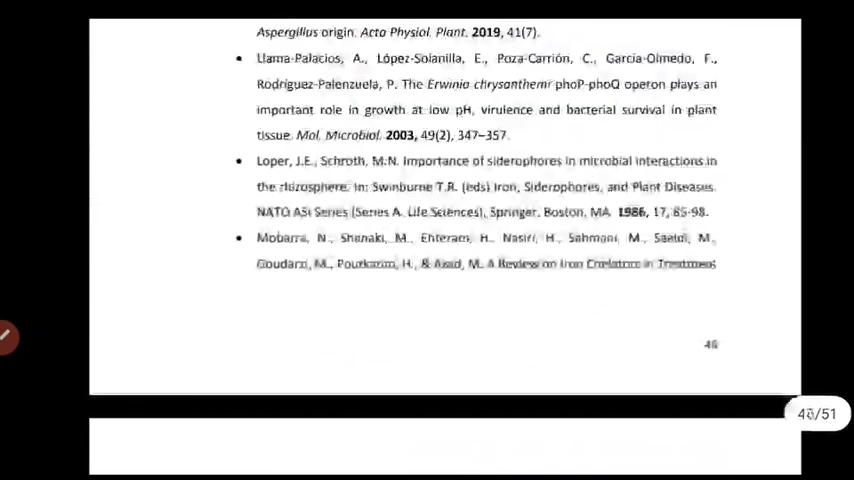 Aspergillus origin. Acta Physiol. Plant. 2019, 41(7).
• Llama-Palacios, A., López-Solanilla, E., Poza-Carrión, C., García-Olmedo, F.,
Rodríguez-Palenzuela, P. The Erwinia chrysanthemi phoP-phoQ operon plays an
important role in growth at low pH, virulence and bacterial survival in plant
tissue. Mol. Microbiol. 2003, 49(2), 347–357.
• Loper, J.E., Schroth, M.N. Importance of siderophores in microbial interactions in
the rhizosphere. In: Swinburne T.R. (eds) Iron, Siderophores, and Plant Diseases.
NATO ASI Series (Series A. Life Sciences), Springer, Boston, MA. 1986, 17, 85-98.
• Mobarra, N., Shanaki, M., Ehteram, H., Nasiri, H., Sahmani, M., Saeidi, M.,
Goudarzi, M., Pourkarim, H., & Azad, M. A Review on Iron Chelators in Treatment